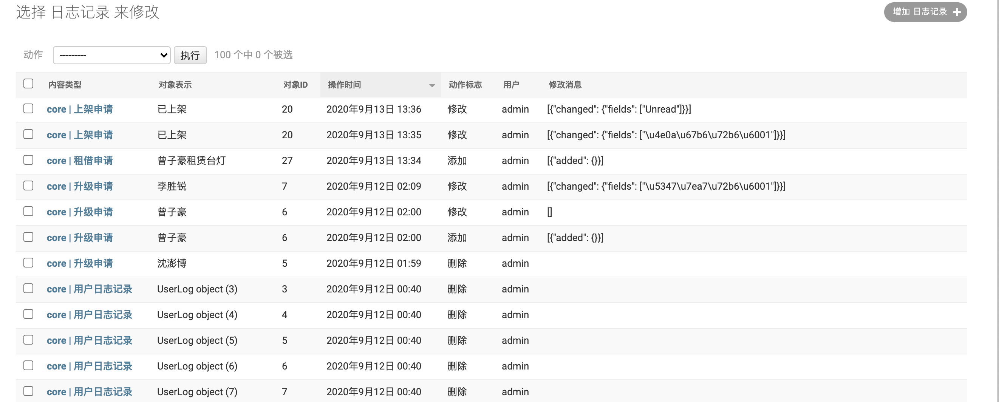 选择 日志记录 来修改
增加 日志记录 +
动作 --------- 执行 100 个中 0 个被选
内容类型 对象表示 对象ID 操作时间 动作标志 用户 修改消息
core | 上架申请 已上架 20 2020年9月13日 13:36 修改 admin [{"changed": {"fields": ["Unread"]}}]
core | 上架申请 已上架 20 2020年9月13日 13:35 修改 admin [{"changed": {"fields": ["\u4e0a\u67b6\u72b6\u6001"]}}]
core | 租借申请 曾子豪租赁台灯 27 2020年9月13日 13:34 添加 admin [{"added": {}}]
core | 升级申请 李胜锐 7 2020年9月12日 02:09 修改 admin [{"changed": {"fields": ["\u5347\u7ea7\u72b6\u6001"]}}]
core | 升级申请 曾子豪 6 2020年9月12日 02:00 修改 admin []
core | 升级申请 曾子豪 6 2020年9月12日 02:00 添加 admin [{"added": {}}]
core | 升级申请 沈澎博 5 2020年9月12日 01:59 删除 admin
core | 用户日志记录 UserLog object (3) 3 2020年9月12日 00:40 删除 admin
core | 用户日志记录 UserLog object (4) 4 2020年9月12日 00:40 删除 admin
core | 用户日志记录 UserLog object (5) 5 2020年9月12日 00:40 删除 admin
core | 用户日志记录 UserLog object (6) 6 2020年9月12日 00:40 删除 admin
core | 用户日志记录 UserLog object (7) 7 2020年9月12日 00:40 删除 admin